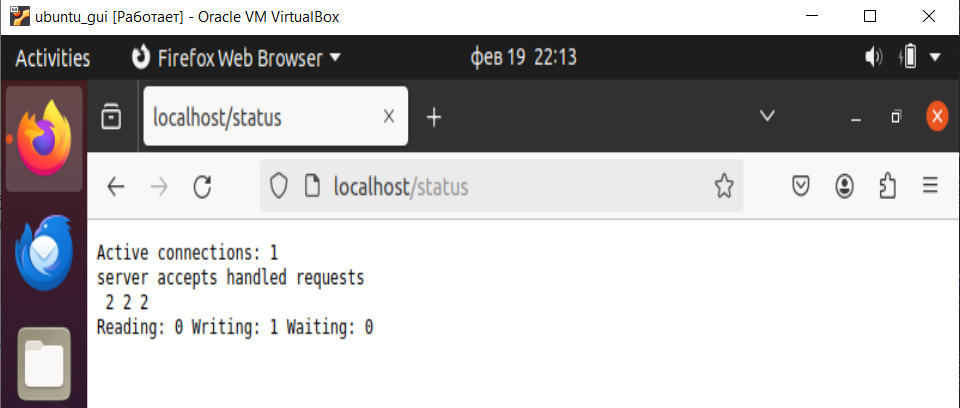 ubuntu_gui [Работает] - Oracle VM VirtualBox
Activities Firefox Web Browser фев 19 22:13
localhost/status
localhost/status
Active connections: 1
server accepts handled requests
2 2 2
Reading: 0 Writing: 1 Waiting: 0